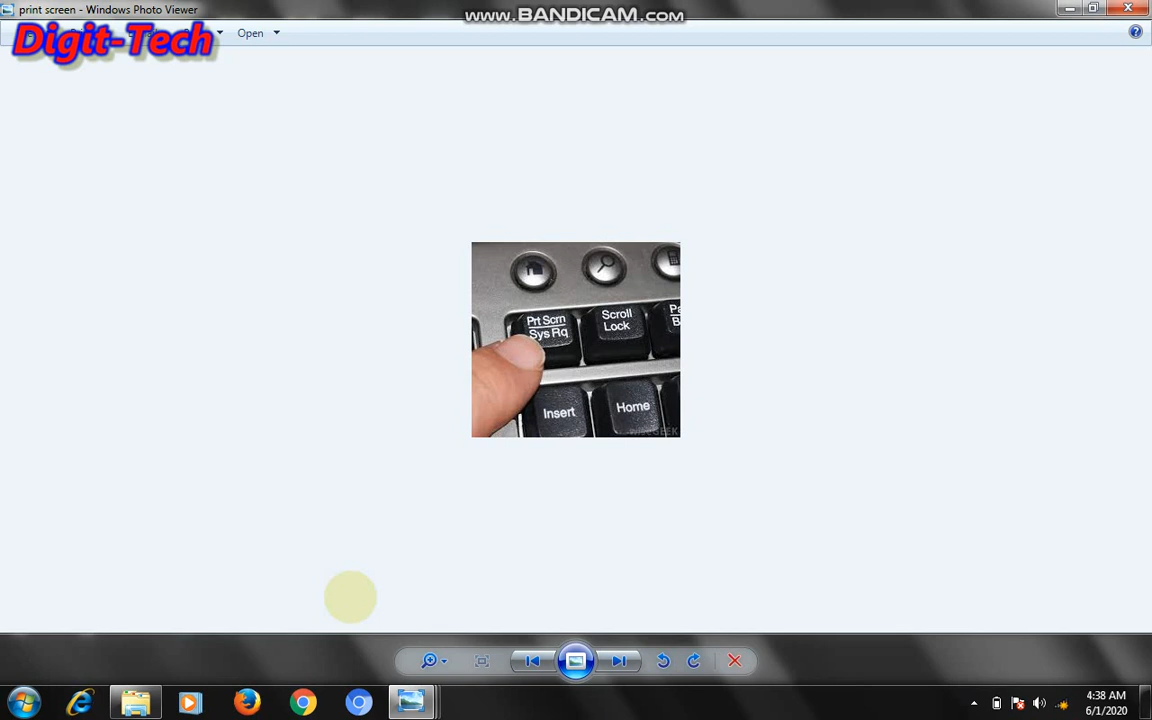 print screen - Windows Photo Viewer
www.BANDICAM.com
Digit-Tech
Open
Prt Scrn
Sys Rq
Scroll
Lock
Insert
Home
4:38 AM
6/1/2020